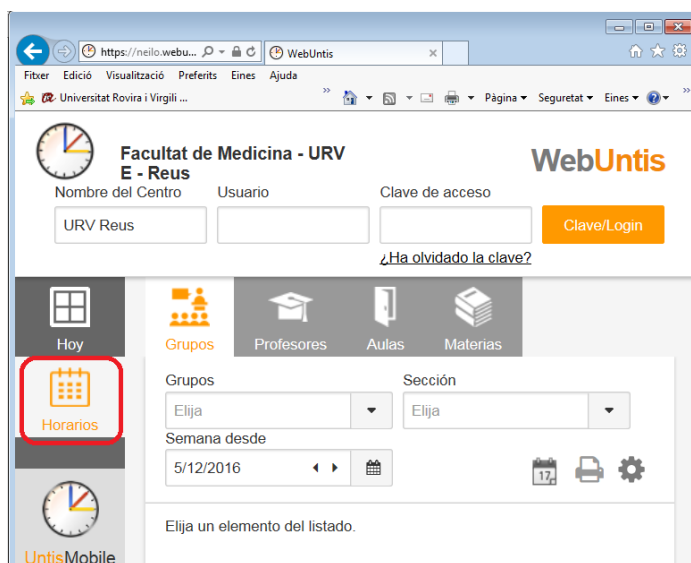 https://neilo.webu...
WebUntis
Fitxer Edició Visualització Preferits Eines Ajuda
Universitat Rovira i Virgili ...
»
Pàgina Seguretat Eines
»
Facultat de Medicina - URV
E - Reus
WebUntis
Nombre del Centro Usuario Clave de acceso
URV Reus
Clave/Login
¿Ha olvidado la clave?
Hoy Grupos Profesores Aulas Materias
Horarios
Grupos Sección
Elija Elija
Semana desde
5/12/2016
17
Elija un elemento del listado.
UntisMobile